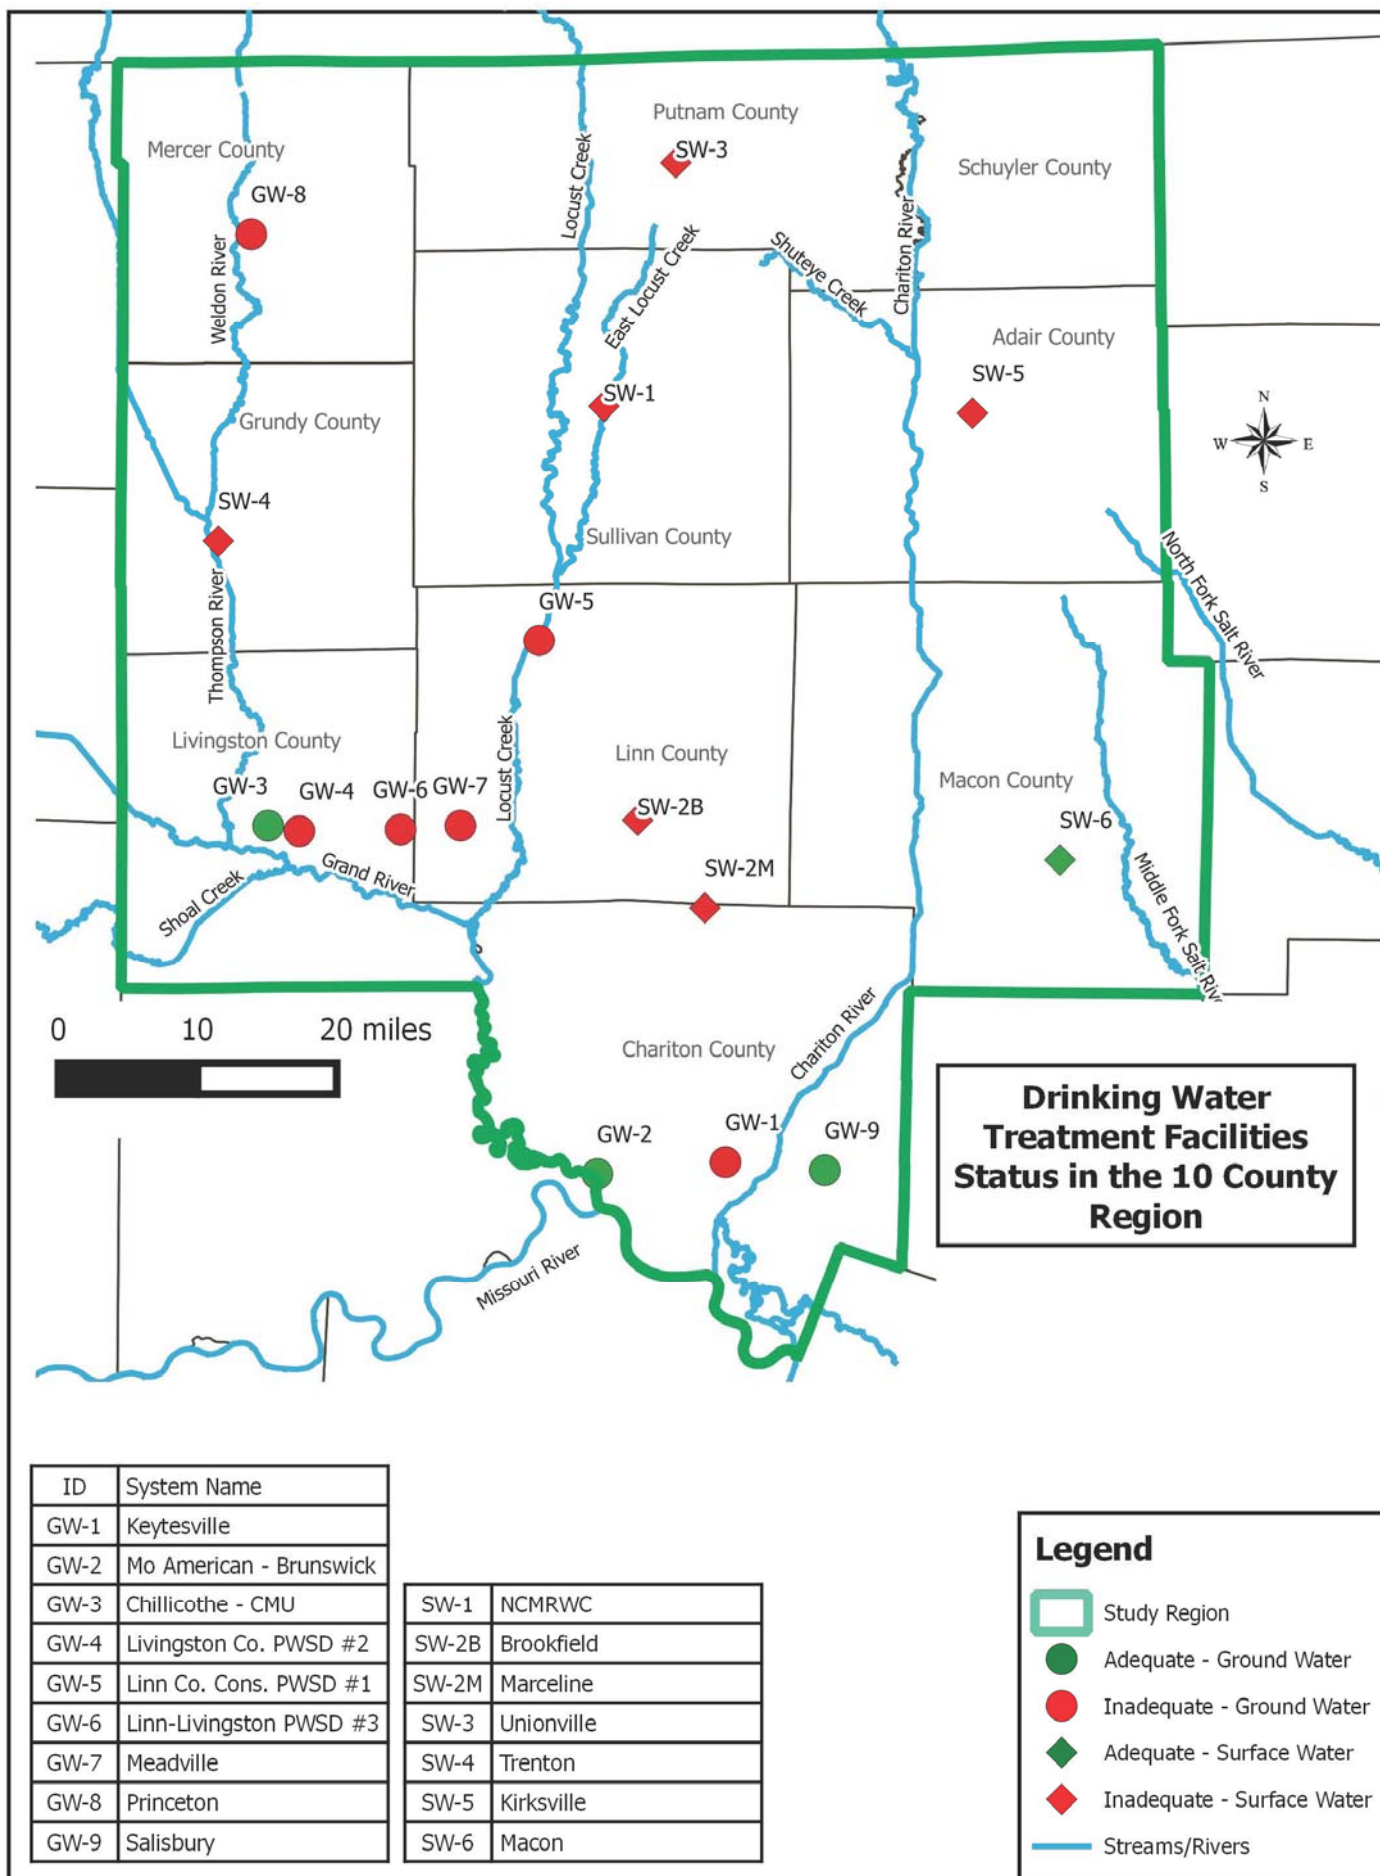 Putnam County
Mercer County
SW-3
Schuyler County
GW-8
Locust Creek
Weldon River
East Locust Creek
Shuteye Creek
Chariton River
Adair County
SW-5
SW-1
Grundy County
N
W
E
S
SW-4
Sullivan County
North Fork Salt River
GW-5
Thompson River
Livingston County
Locust Creek
Linn County
Macon County
GW-3
GW-4
GW-6
GW-7
SW-2B
SW-6
SW-2M
Grand River
Shoal Creek
Middle Fork Salt Rive
0 10 20 miles
Chariton County
Chariton River
GW-2
GW-1
GW-9
Missouri River
Drinking Water
Treatment Facilities
Status in the 10 County
Region
ID System Name
GW-1 Keytesville
GW-2 Mo American - Brunswick
GW-3 Chillicothe - CMU
GW-4 Livingston Co. PWSD #2
GW-5 Linn Co. Cons. PWSD #1
GW-6 Linn-Livingston PWSD #3
GW-7 Meadville
GW-8 Princeton
GW-9 Salisbury
SW-1 NCMRWC
SW-2B Brookfield
SW-2M Marceline
SW-3 Unionville
SW-4 Trenton
SW-5 Kirksville
SW-6 Macon
Legend
Study Region
Adequate - Ground Water
Inadequate - Ground Water
Adequate - Surface Water
Inadequate - Surface Water
Streams/Rivers